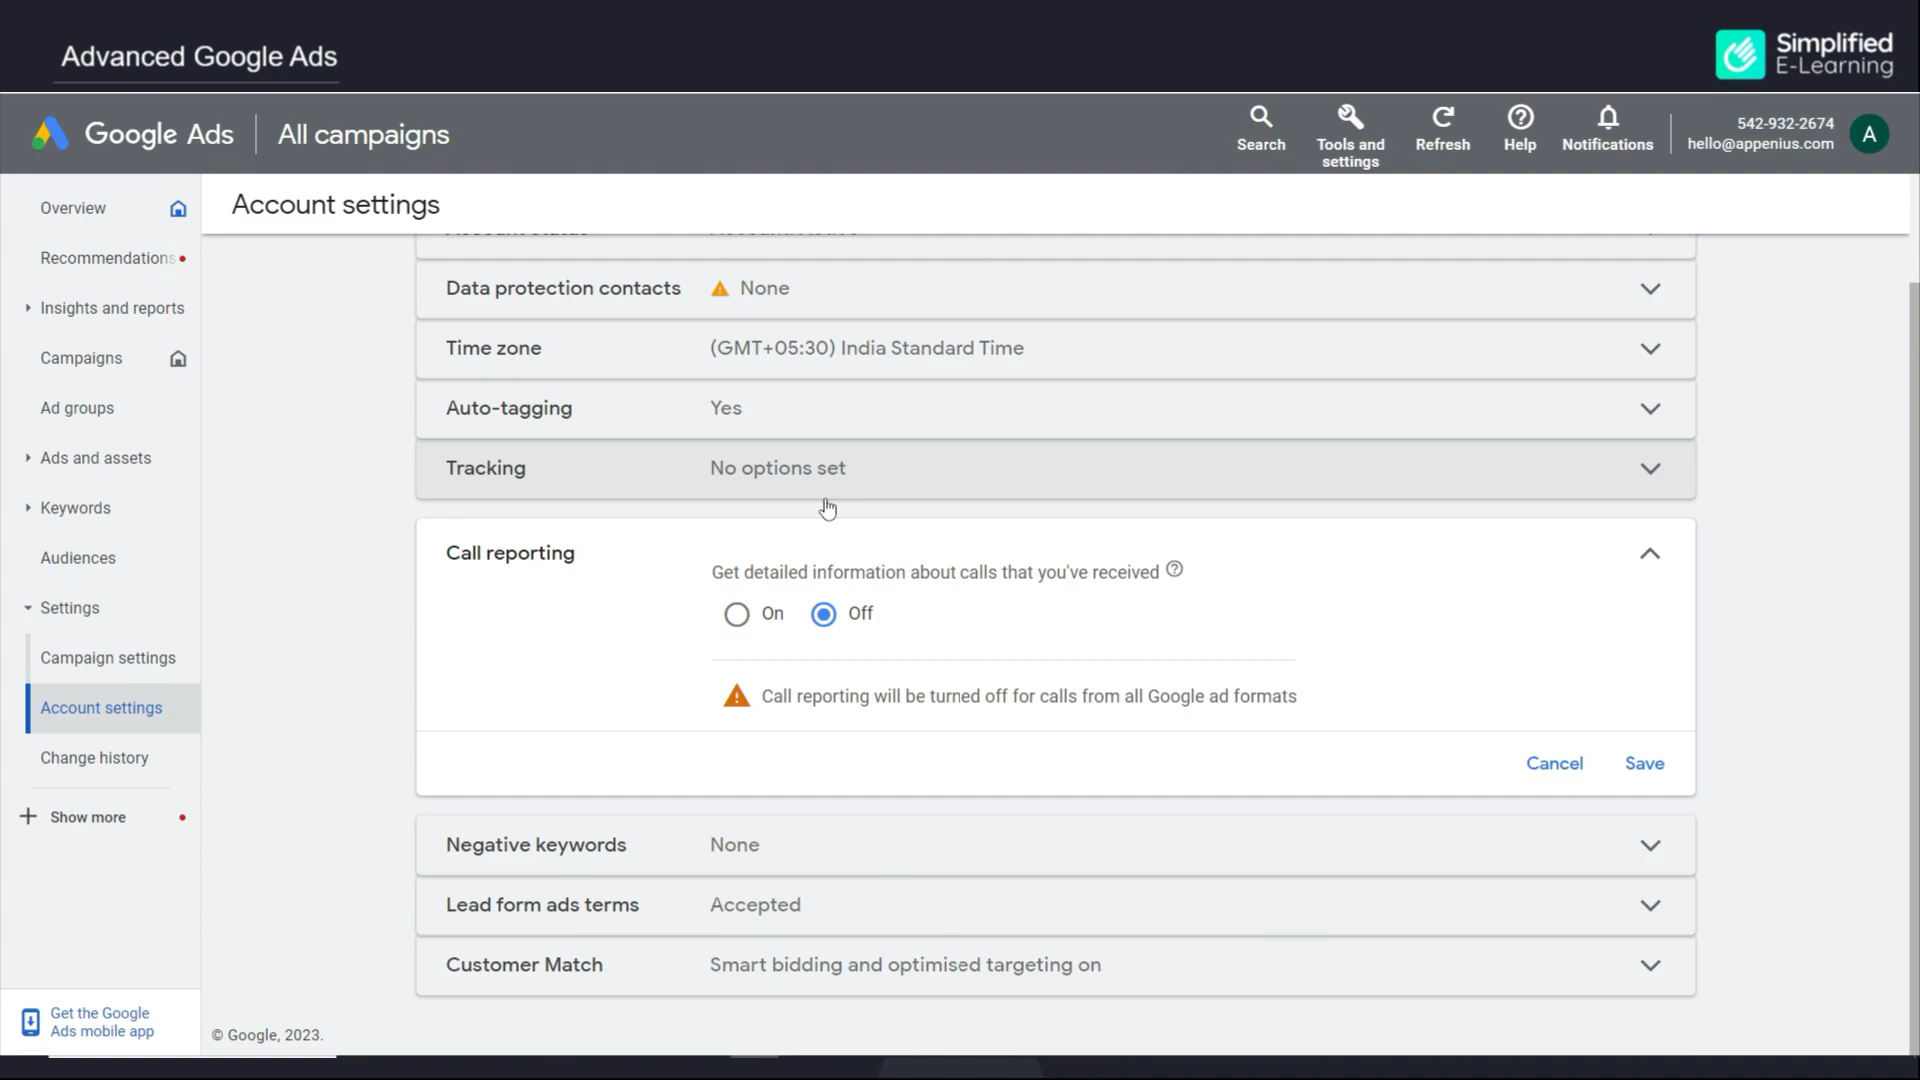 Advanced Google Ads
Simplified
E-Learning
Google Ads
All campaigns
Search
Tools and
settings
Refresh
Help
Notifications
542-932-2674
hello@appenius.com
A
Overview
Recommendations
Insights and reports
Campaigns
Ad groups
Ads and assets
Keywords
Audiences
Settings
Campaign settings
Account settings
Change history
Show more
Get the Google
Ads mobile app
Account settings
Data protection contacts None
Time zone (GMT+05:30) India Standard Time
Auto-tagging Yes
Tracking No options set
Call reporting
Get detailed information about calls that you've received
On Off
Call reporting will be turned off for calls from all Google ad formats
Cancel Save
Negative keywords None
Lead form ads terms Accepted
Customer Match Smart bidding and optimised targeting on
© Google, 2023.